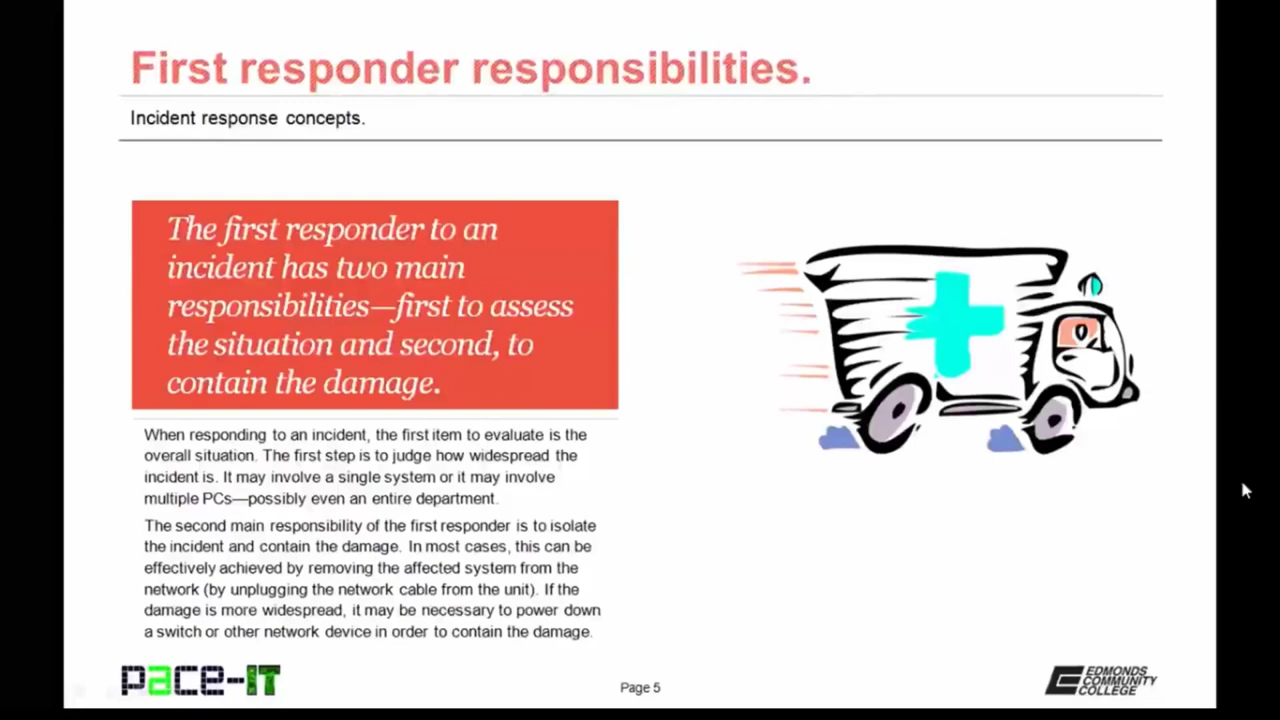 First responder responsibilities.
Incident response concepts.
The first responder to an
incident has two main
responsibilities—first to assess
the situation and second, to
contain the damage.
When responding to an incident, the first item to evaluate is the
overall situation. The first step is to judge how widespread the
incident is. It may involve a single system or it may involve
multiple PCs—possibly even an entire department.
The second main responsibility of the first responder is to isolate
the incident and contain the damage. In most cases, this can be
effectively achieved by removing the affected system from the
network (by unplugging the network cable from the unit). If the
damage is more widespread, it may be necessary to power down
a switch or other network device in order to contain the damage.
pace-IT
Page 5
EDMONDS
COMMUNITY
COLLEGE